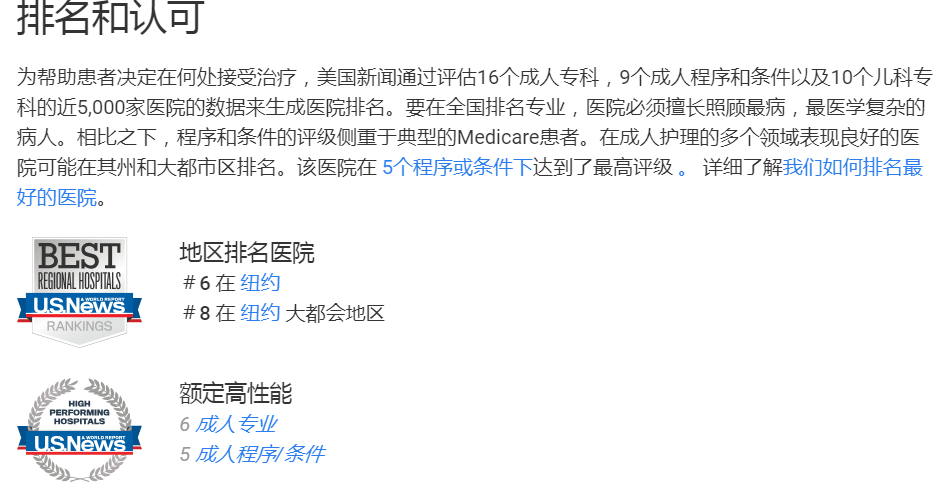 排名和认可
为帮助患者决定在何处接受治疗，美国新闻通过评估16个成人专科，9个成人程序和条件以及10个儿科专
科的近5,000家医院的数据来生成医院排名。要在全国排名专业，医院必须擅长照顾最病，最医学复杂的
病人。相比之下，程序和条件的评级侧重于典型的Medicare患者。在成人护理的多个领域表现良好的医
院可能在其州和大都市区排名。该医院在 5个程序或条件下达到了最高评级 。 详细了解我们如何排名最
好的医院。
BEST
REGIONAL HOSPITALS
U.S.News
& WORLD REPORT
RANKINGS
地区排名医院
＃6 在 纽约
＃8 在 纽约 大都会地区
HIGH
PERFORMING
HOSPITALS
U.S.News
& WORLD REPORT
额定高性能
6 成人专业
5 成人程序/条件